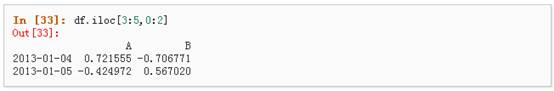 In [33]: df.iloc[3:5,0:2]
Out[33]:
A B
2013-01-04 0.721555 -0.706771
2013-01-05 -0.424972 0.567020